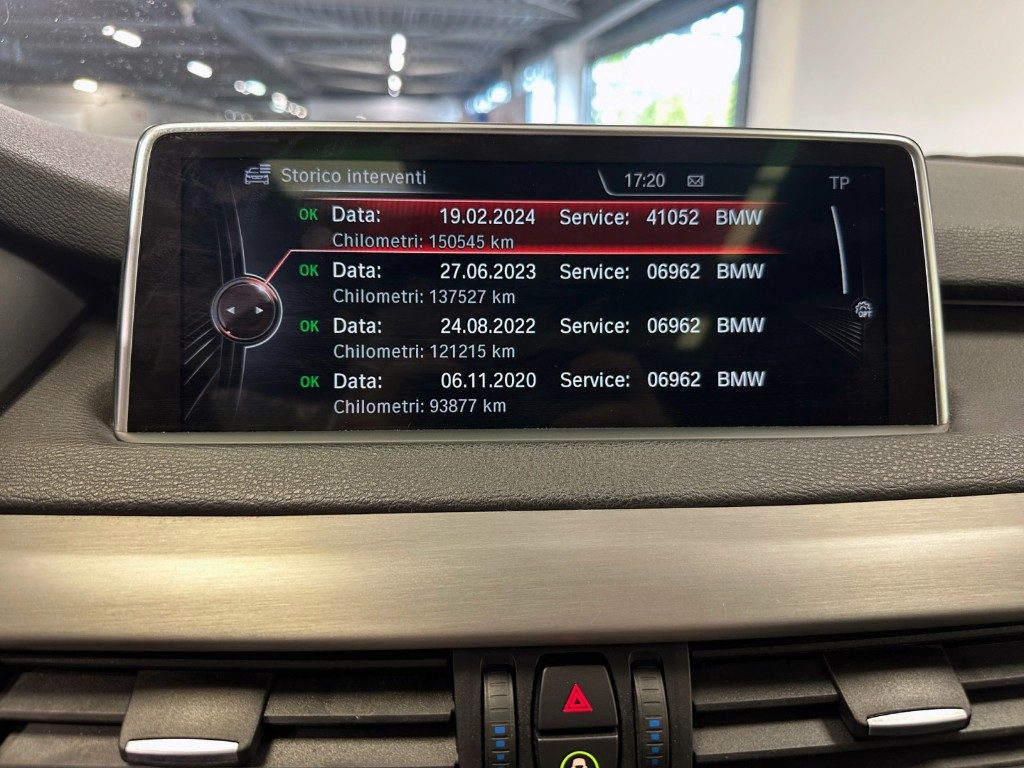 Storico interventi 17:20 TP
OK Data: 19.02.2024 Service: 41052 BMW
Chilometri: 150545 km
OK Data: 27.06.2023 Service: 06962 BMW
Chilometri: 137527 km
OPT
OK Data: 24.08.2022 Service: 06962 BMW
Chilometri: 121215 km
OK Data: 06.11.2020 Service: 06962 BMW
Chilometri: 93877 km